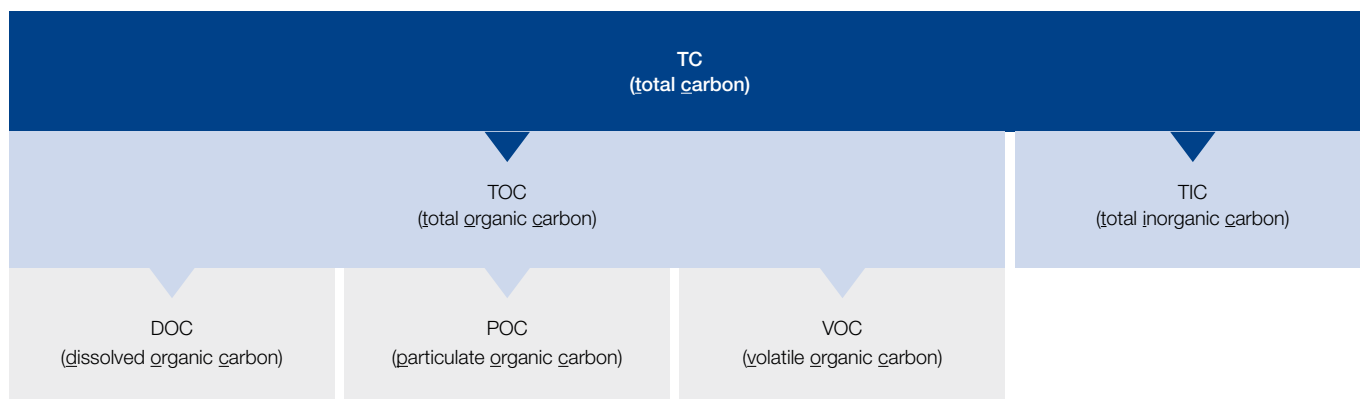 TC
(total carbon)
TOC
(total organic carbon)
TIC
(total inorganic carbon)
DOC
(dissolved organic carbon)
POC
(particulate organic carbon)
VOC
(volatile organic carbon)